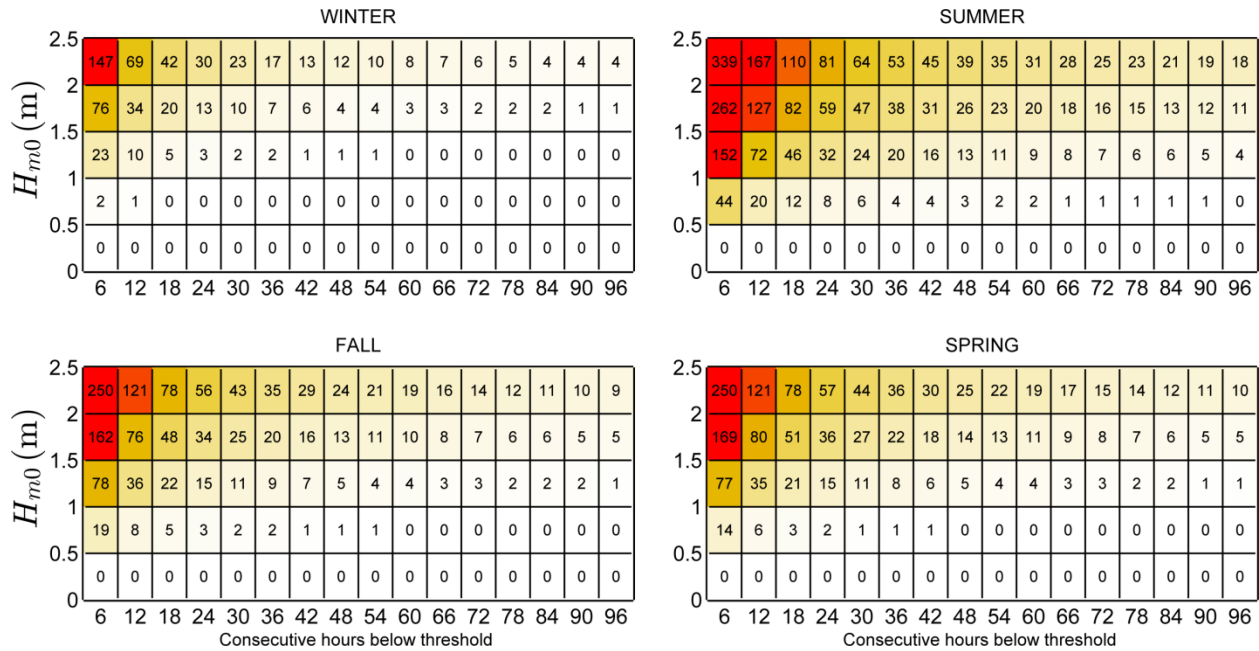 WINTER
2.5 147 69 42 30 23 17 13 12 10 8 7 6 5 4 4 4
2 76 34 20 13 10 7 6 4 4 3 3 2 2 2 1 1
1.5 23 10 5 3 2 2 1 1 1 0 0 0 0 0 0 0
1 2 1 0 0 0 0 0 0 0 0 0 0 0 0 0 0
0.5 0 0 0 0 0 0 0 0 0 0 0 0 0 0 0 0
0
H_{m0} (m)
6 12 18 24 30 36 42 48 54 60 66 72 78 84 90 96
SUMMER
2.5 339 167 110 81 64 53 45 39 35 31 28 25 23 21 19 18
2 262 127 82 59 47 38 31 26 23 20 18 16 15 13 12 11
1.5 152 72 46 32 24 20 16 13 11 9 8 7 6 6 5 4
1 44 20 12 8 6 4 4 3 2 2 1 1 1 1 1 0
0.5 0 0 0 0 0 0 0 0 0 0 0 0 0 0 0 0
0
6 12 18 24 30 36 42 48 54 60 66 72 78 84 90 96
FALL
2.5 250 121 78 56 43 35 29 24 21 19 16 14 12 11 10 9
2 162 76 48 34 25 20 16 13 11 10 8 7 6 6 5 5
1.5 78 36 22 15 11 9 7 5 4 4 3 3 2 2 2 1
1 19 8 5 3 2 2 1 1 1 0 0 0 0 0 0 0
0.5 0 0 0 0 0 0 0 0 0 0 0 0 0 0 0 0
0
H_{m0} (m)
6 12 18 24 30 36 42 48 54 60 66 72 78 84 90 96
Consecutive hours below threshold
SPRING
2.5 250 121 78 57 44 36 30 25 22 19 17 15 14 12 11 10
2 169 80 51 36 27 22 18 14 13 11 9 8 7 6 5 5
1.5 77 35 21 15 11 8 6 5 4 4 3 3 2 2 1 1
1 14 6 3 2 1 1 1 0 0 0 0 0 0 0 0 0
0.5 0 0 0 0 0 0 0 0 0 0 0 0 0 0 0 0
0
6 12 18 24 30 36 42 48 54 60 66 72 78 84 90 96
Consecutive hours below threshold